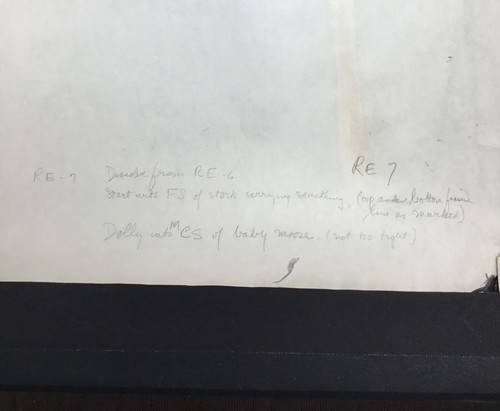 RE-7 Dissolve from RE-6 RE 7
Start with FS of stork carrying something, (top and bottom frame
line as marked)
Dolly into MCS of baby moose. (not too tight)